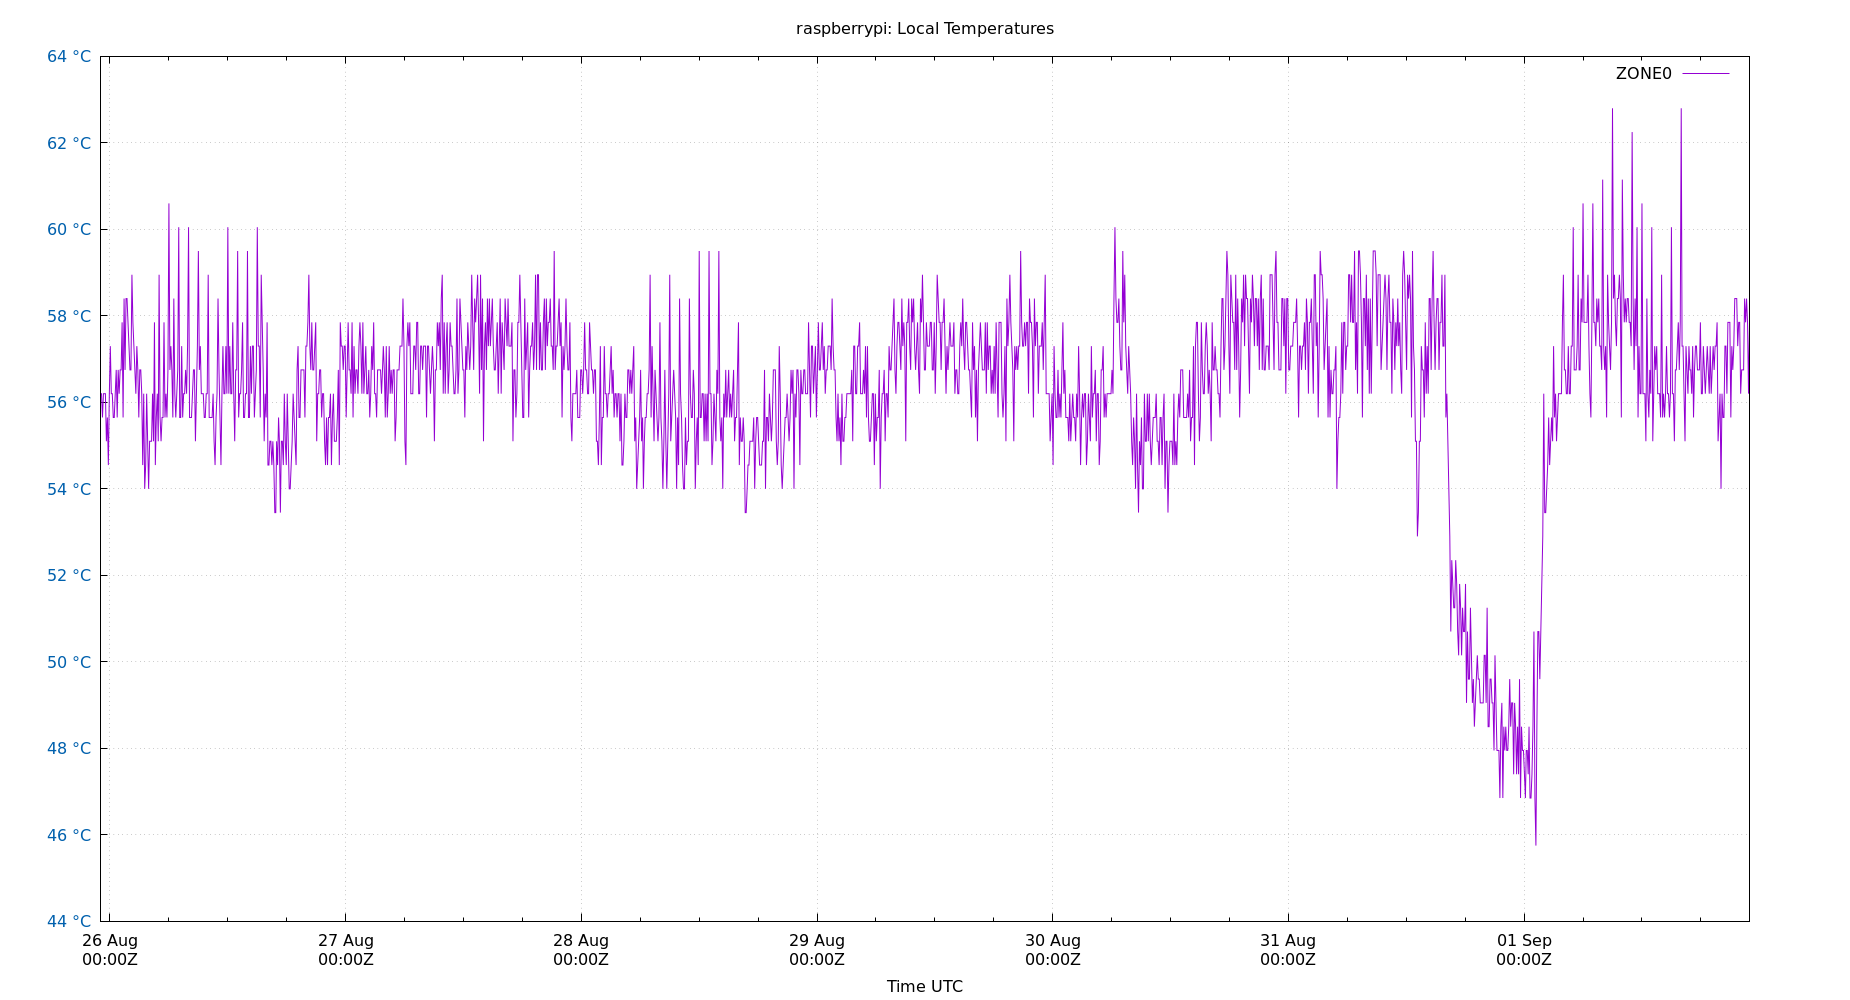 raspberrypi: Local Temperatures
64 °C
ZONE0
62 °C
60 °C
58 °C
56 °C
54 °C
52 °C
50 °C
48 °C
46 °C
44 °C
26 Aug 27 Aug 28 Aug 29 Aug 30 Aug 31 Aug 01 Sep
00:00Z 00:00Z 00:00Z 00:00Z 00:00Z 00:00Z 00:00Z
Time UTC